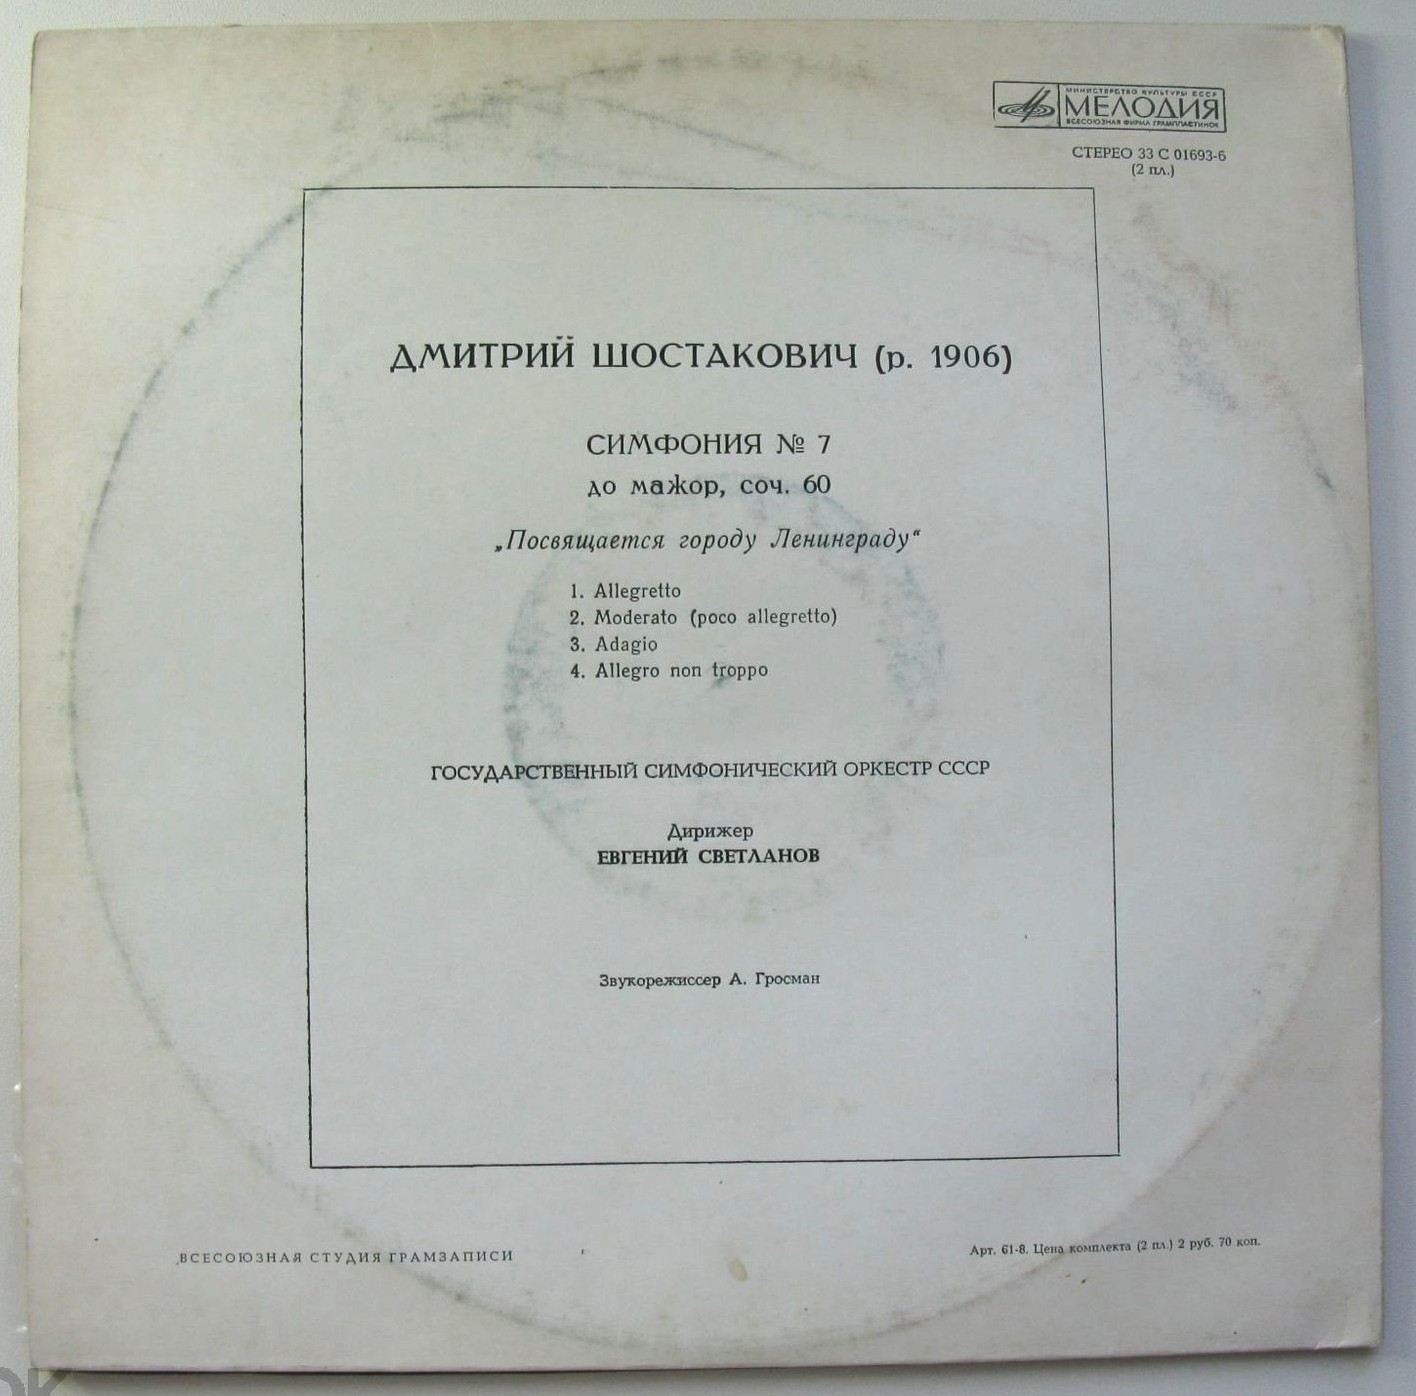 МИНИСТЕРСТВО КУЛЬТУРЫ СССР
МЕЛОДИЯ
ВСЕСОЮЗНАЯ ФИРМА ГРАМПЛАСТИНОК
СТЕРЕО 33 С 01693-6
(2 пл.)
ДМИТРИЙ ШОСТАКОВИЧ (р. 1906)
СИМФОНИЯ № 7
до мажор, соч. 60
„Посвящается городу Ленинграду“
1. Allegretto
2. Moderato (poco allegretto)
3. Adagio
4. Allegro non troppo
ГОСУДАРСТВЕННЫЙ СИМФОНИЧЕСКИЙ ОРКЕСТР СССР
Дирижер
ЕВГЕНИЙ СВЕТЛАНОВ
Звукорежиссер А. Гросман
ВСЕСОЮЗНАЯ СТУДИЯ ГРАМЗАПИСИ
Арт. 61-8. Цена комплекта (2 пл.) 2 руб. 70 коп.